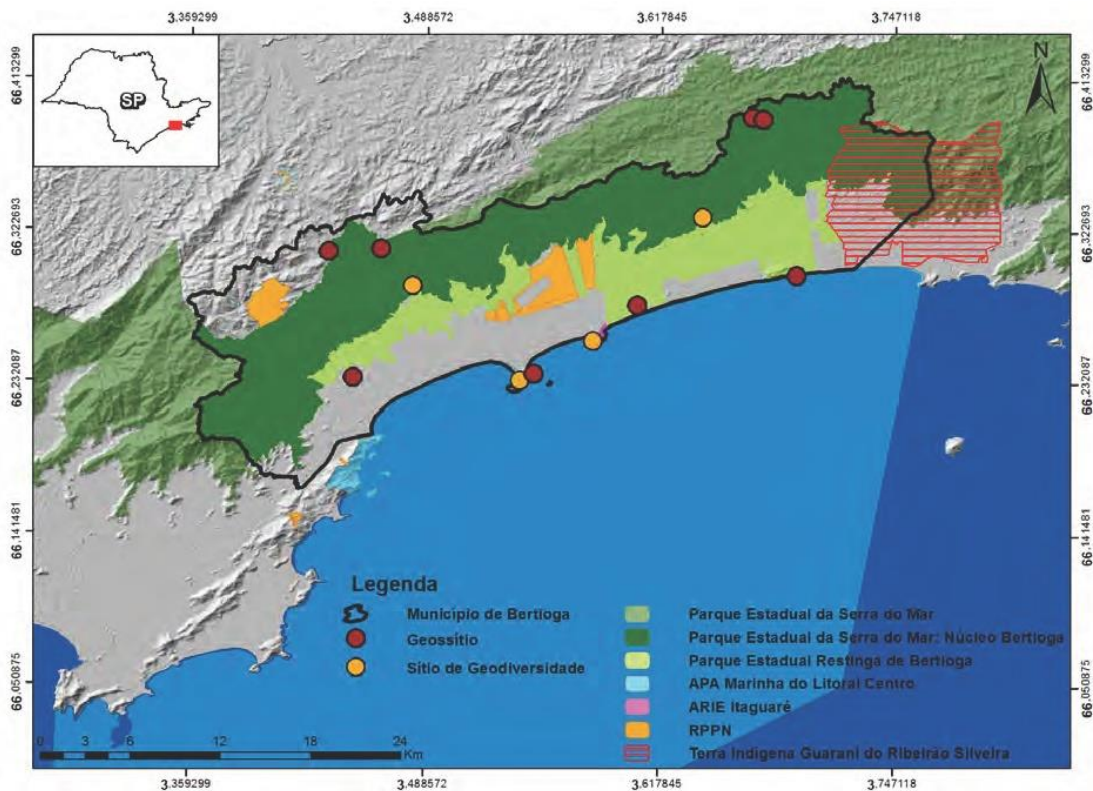 3.359299 3.488572 3.617845 3.747118
66,413299 66,413299
SP
N
66,322693 66,322693
66,232087 66,232087
66,141481 66,141481
66,050875 66,050875
Legenda
Município de Bertioga
Geossítio
Sítio de Geodiversidade
Parque Estadual da Serra do Mar
Parque Estadual da Serra do Mar: Núcleo Bertioga
Parque Estadual Restinga de Bertioga
APA Marinha do Litoral Centro
ARIE Itaguaré
RPPN
Terra Indígena Guarani do Ribeirão Silveira
0 3 6 12 18 24
Km
3.359299 3.488572 3.617845 3.747118